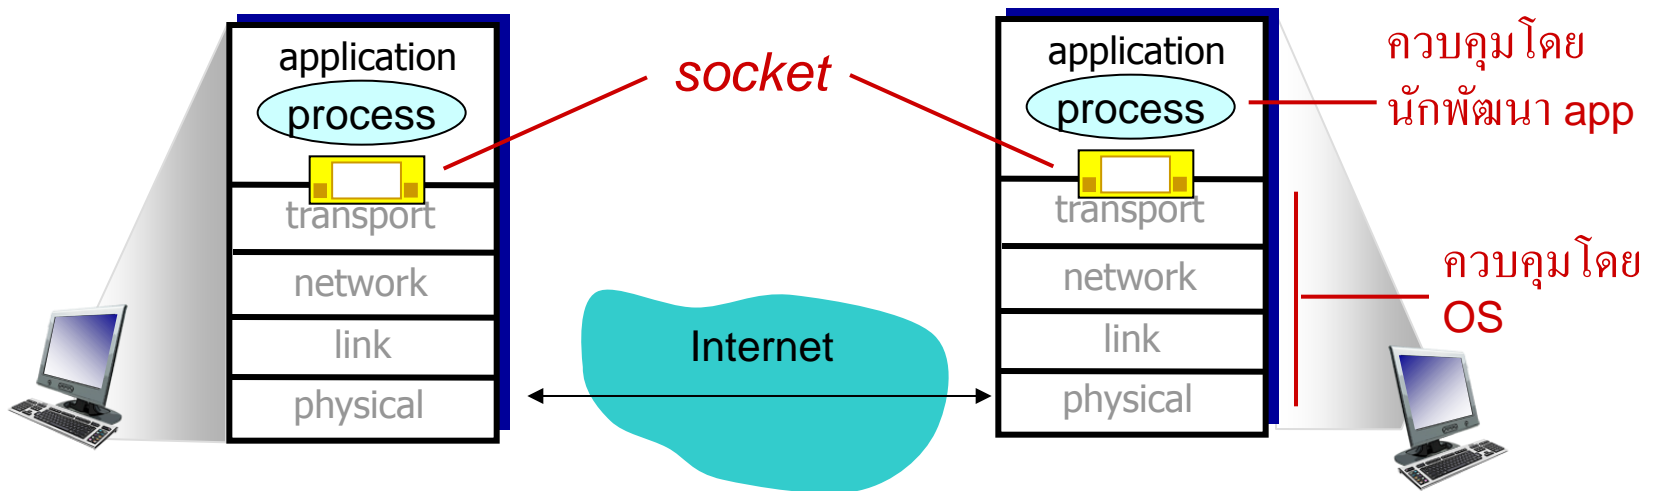 application
process
transport
network
link
physical
socket
Internet
application
process
transport
network
link
physical
ควบคุมโดย
นักพัฒนา app
ควบคุมโดย
OS